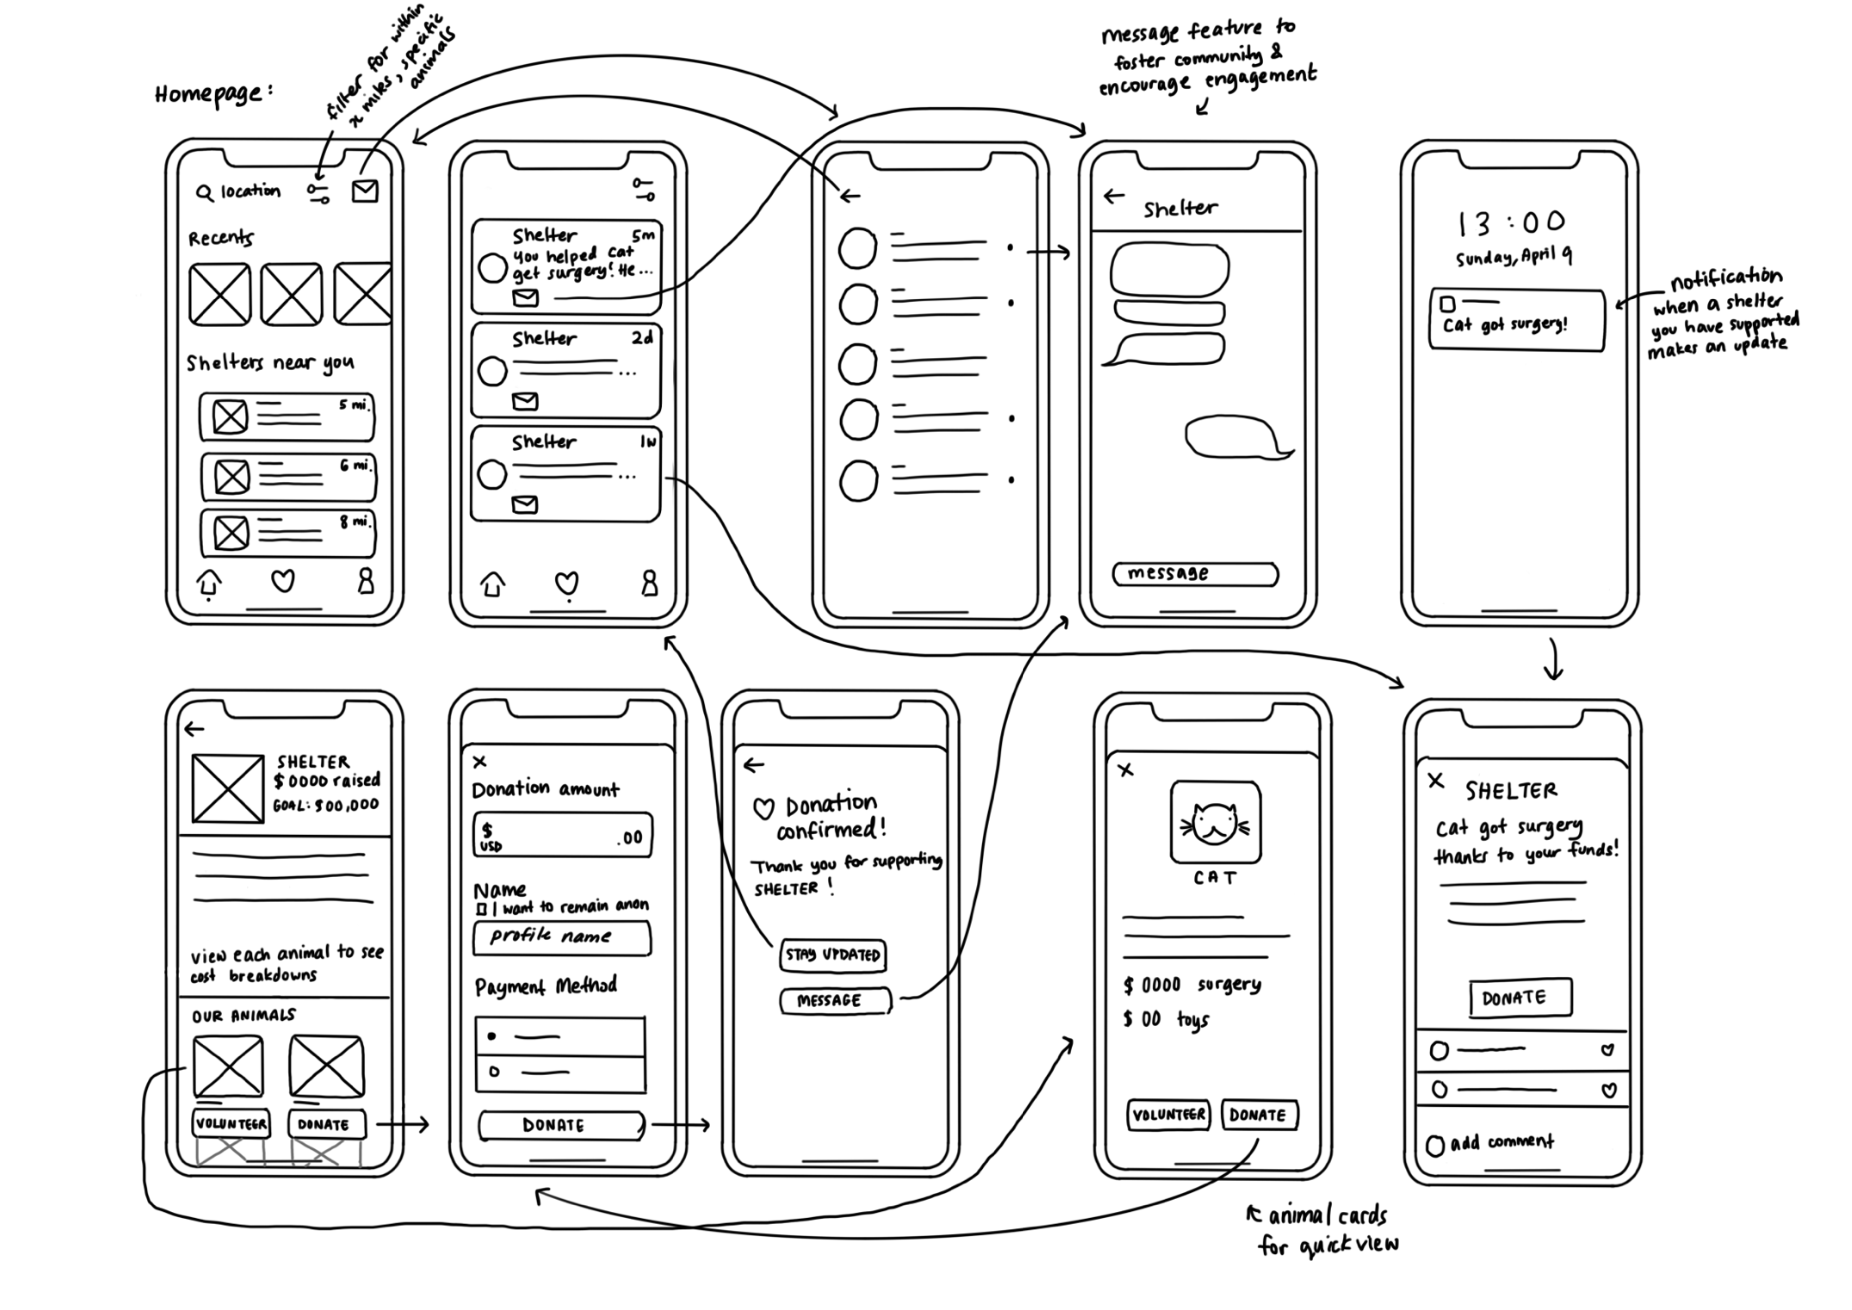 Homepage:
filter for within
x miles, specific
animals
message feature to
foster community &
encourage engagement
location
Recents
Shelters near you
5 mi.
6 mi.
8 mi.
Shelter 5m
You helped cat
get surgery! He ...
Shelter 2d
...
Shelter 1w
...
Shelter
message
13:00
Sunday, April 9
Cat got surgery!
notification
when a shelter
you have supported
makes an update
SHELTER
$0000 raised
GOAL: $00,000
view each animal to see
cost breakdowns
OUR ANIMALS
VOLUNTEER DONATE
x
Donation amount
$ .00
USD
Name
I want to remain anon
profile name
Payment Method
DONATE
Donation
confirmed!
Thank you for supporting
SHELTER!
STAY UPDATED
MESSAGE
x
CAT
$0000 surgery
$00 toys
VOLUNTEER DONATE
animal cards
for quick view
X SHELTER
Cat got surgery
thanks to your funds!
DONATE
add comment